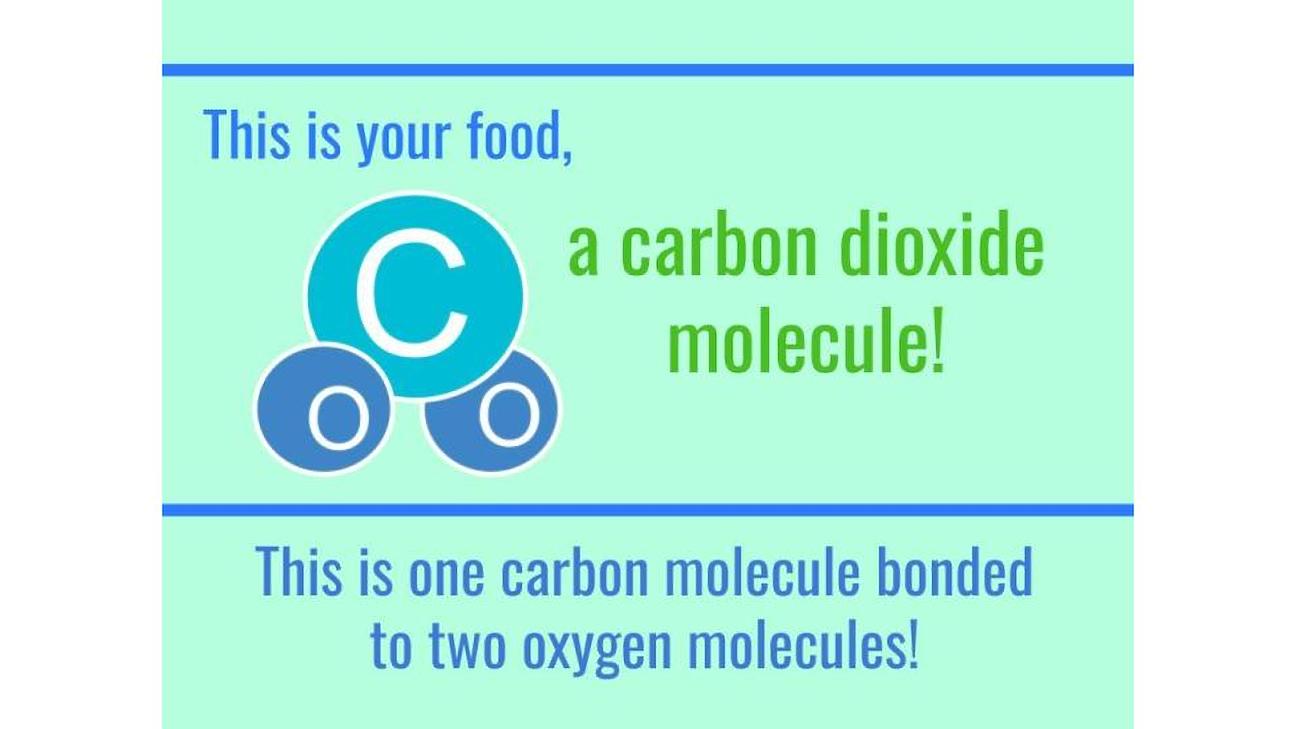 This is your food,
C
a carbon dioxide
molecule!
O
O
This is one carbon molecule bonded
to two oxygen molecules!